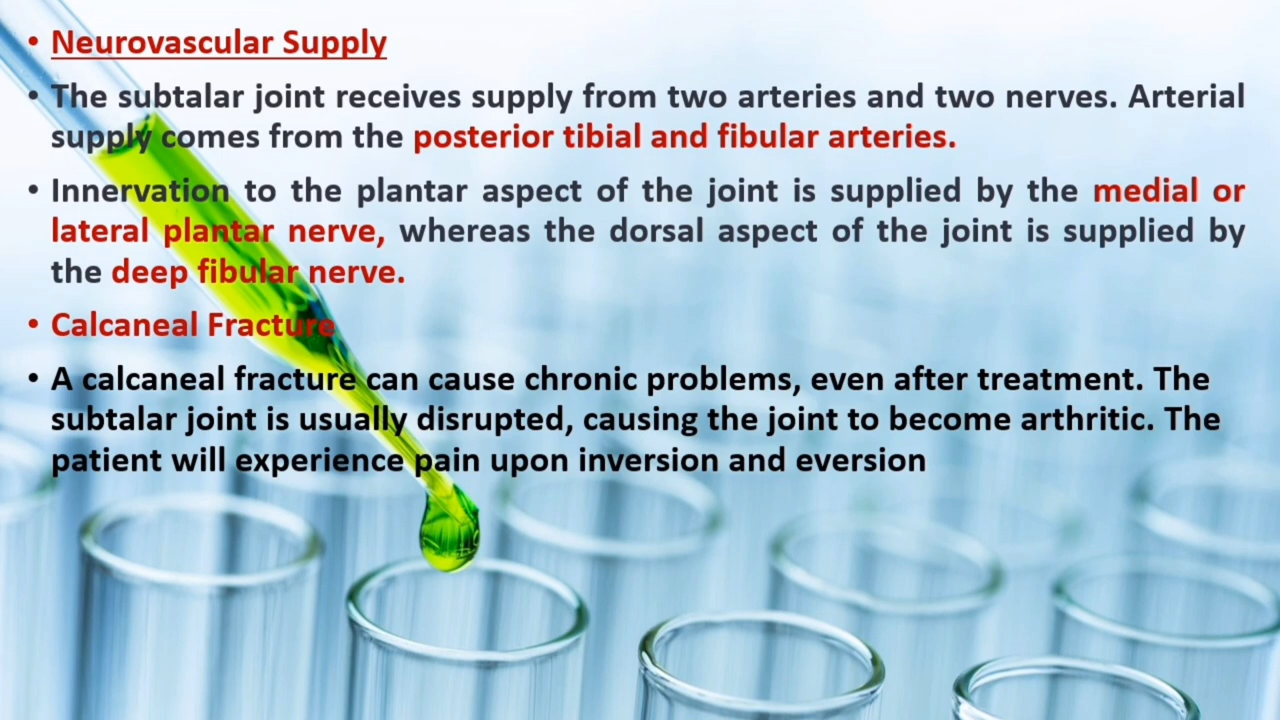 • Neurovascular Supply
• The subtalar joint receives supply from two arteries and two nerves. Arterial
supply comes from the posterior tibial and fibular arteries.
• Innervation to the plantar aspect of the joint is supplied by the medial or
lateral plantar nerve, whereas the dorsal aspect of the joint is supplied by
the deep fibular nerve.
• Calcaneal Fracture
• A calcaneal fracture can cause chronic problems, even after treatment. The
subtalar joint is usually disrupted, causing the joint to become arthritic. The
patient will experience pain upon inversion and eversion